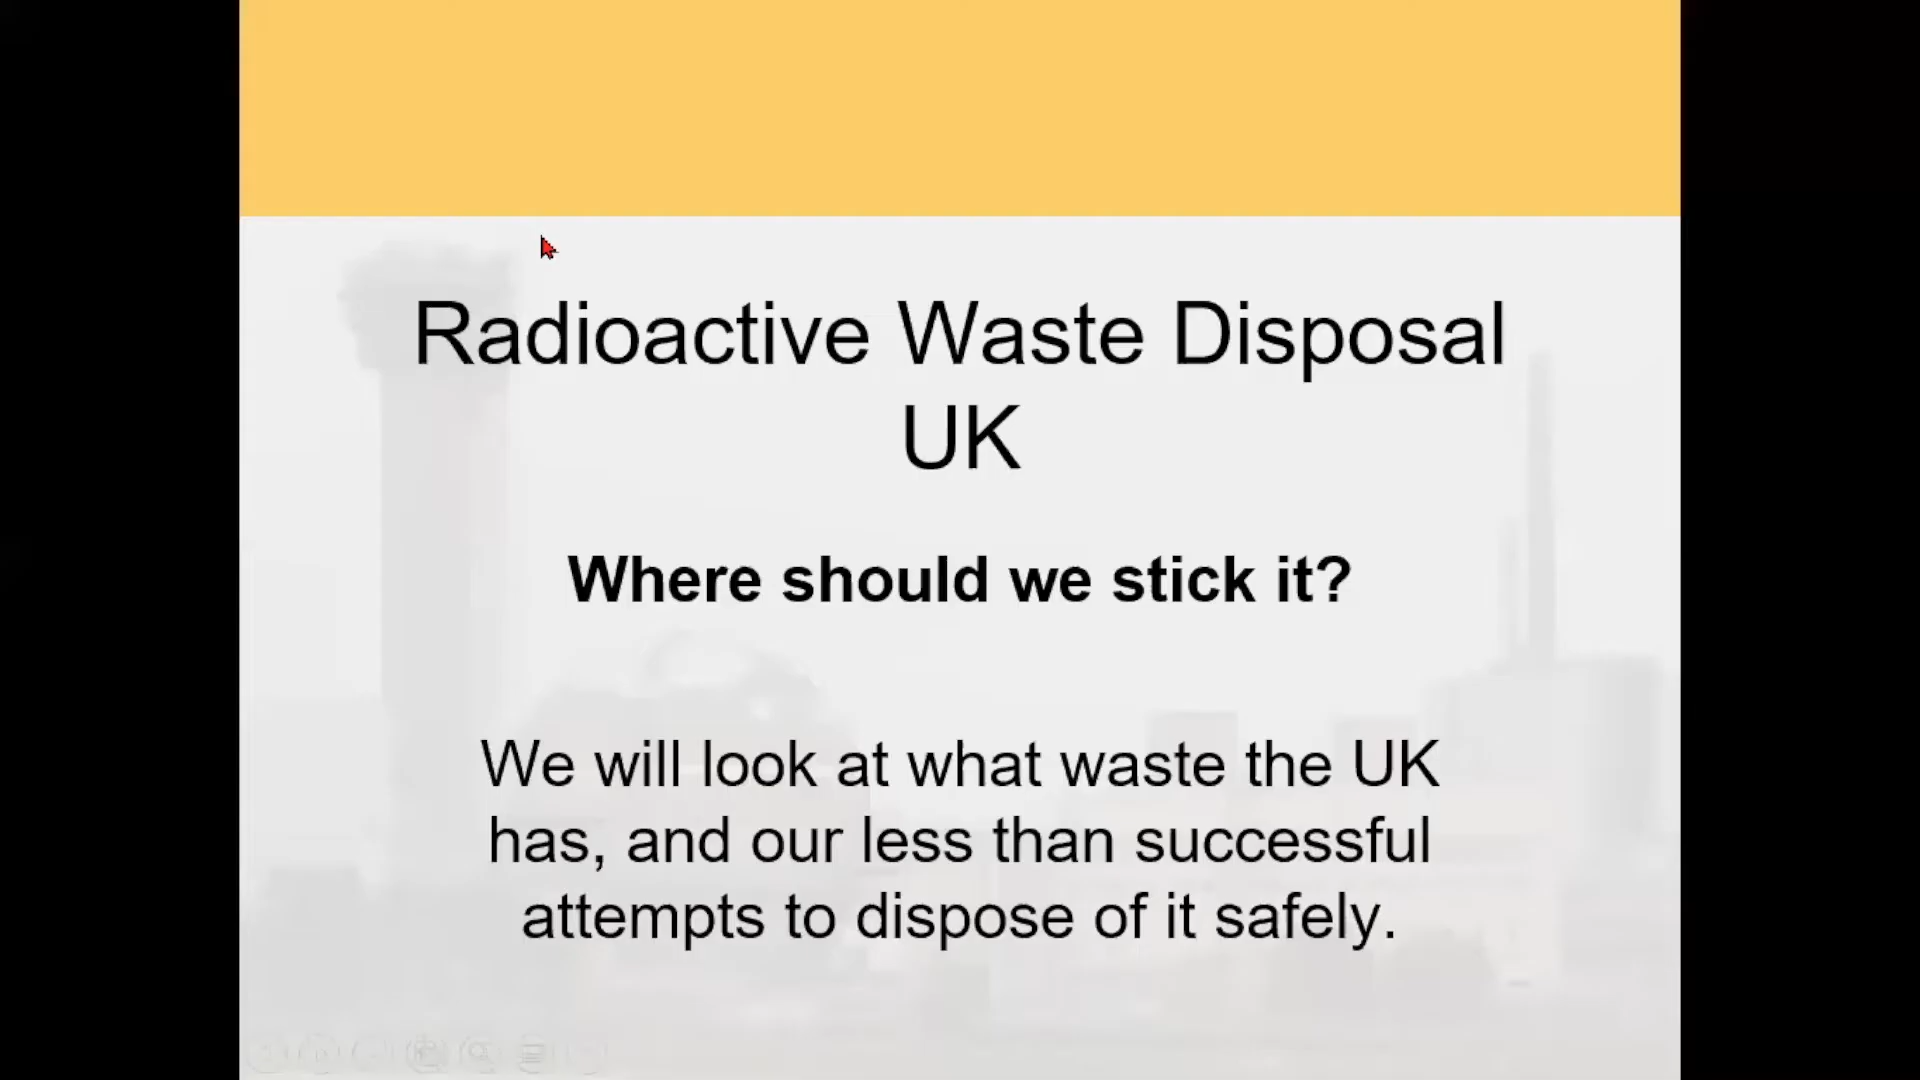 Radioactive Waste Disposal
UK
Where should we stick it?
We will look at what waste the UK
has, and our less than successful
attempts to dispose of it safely.